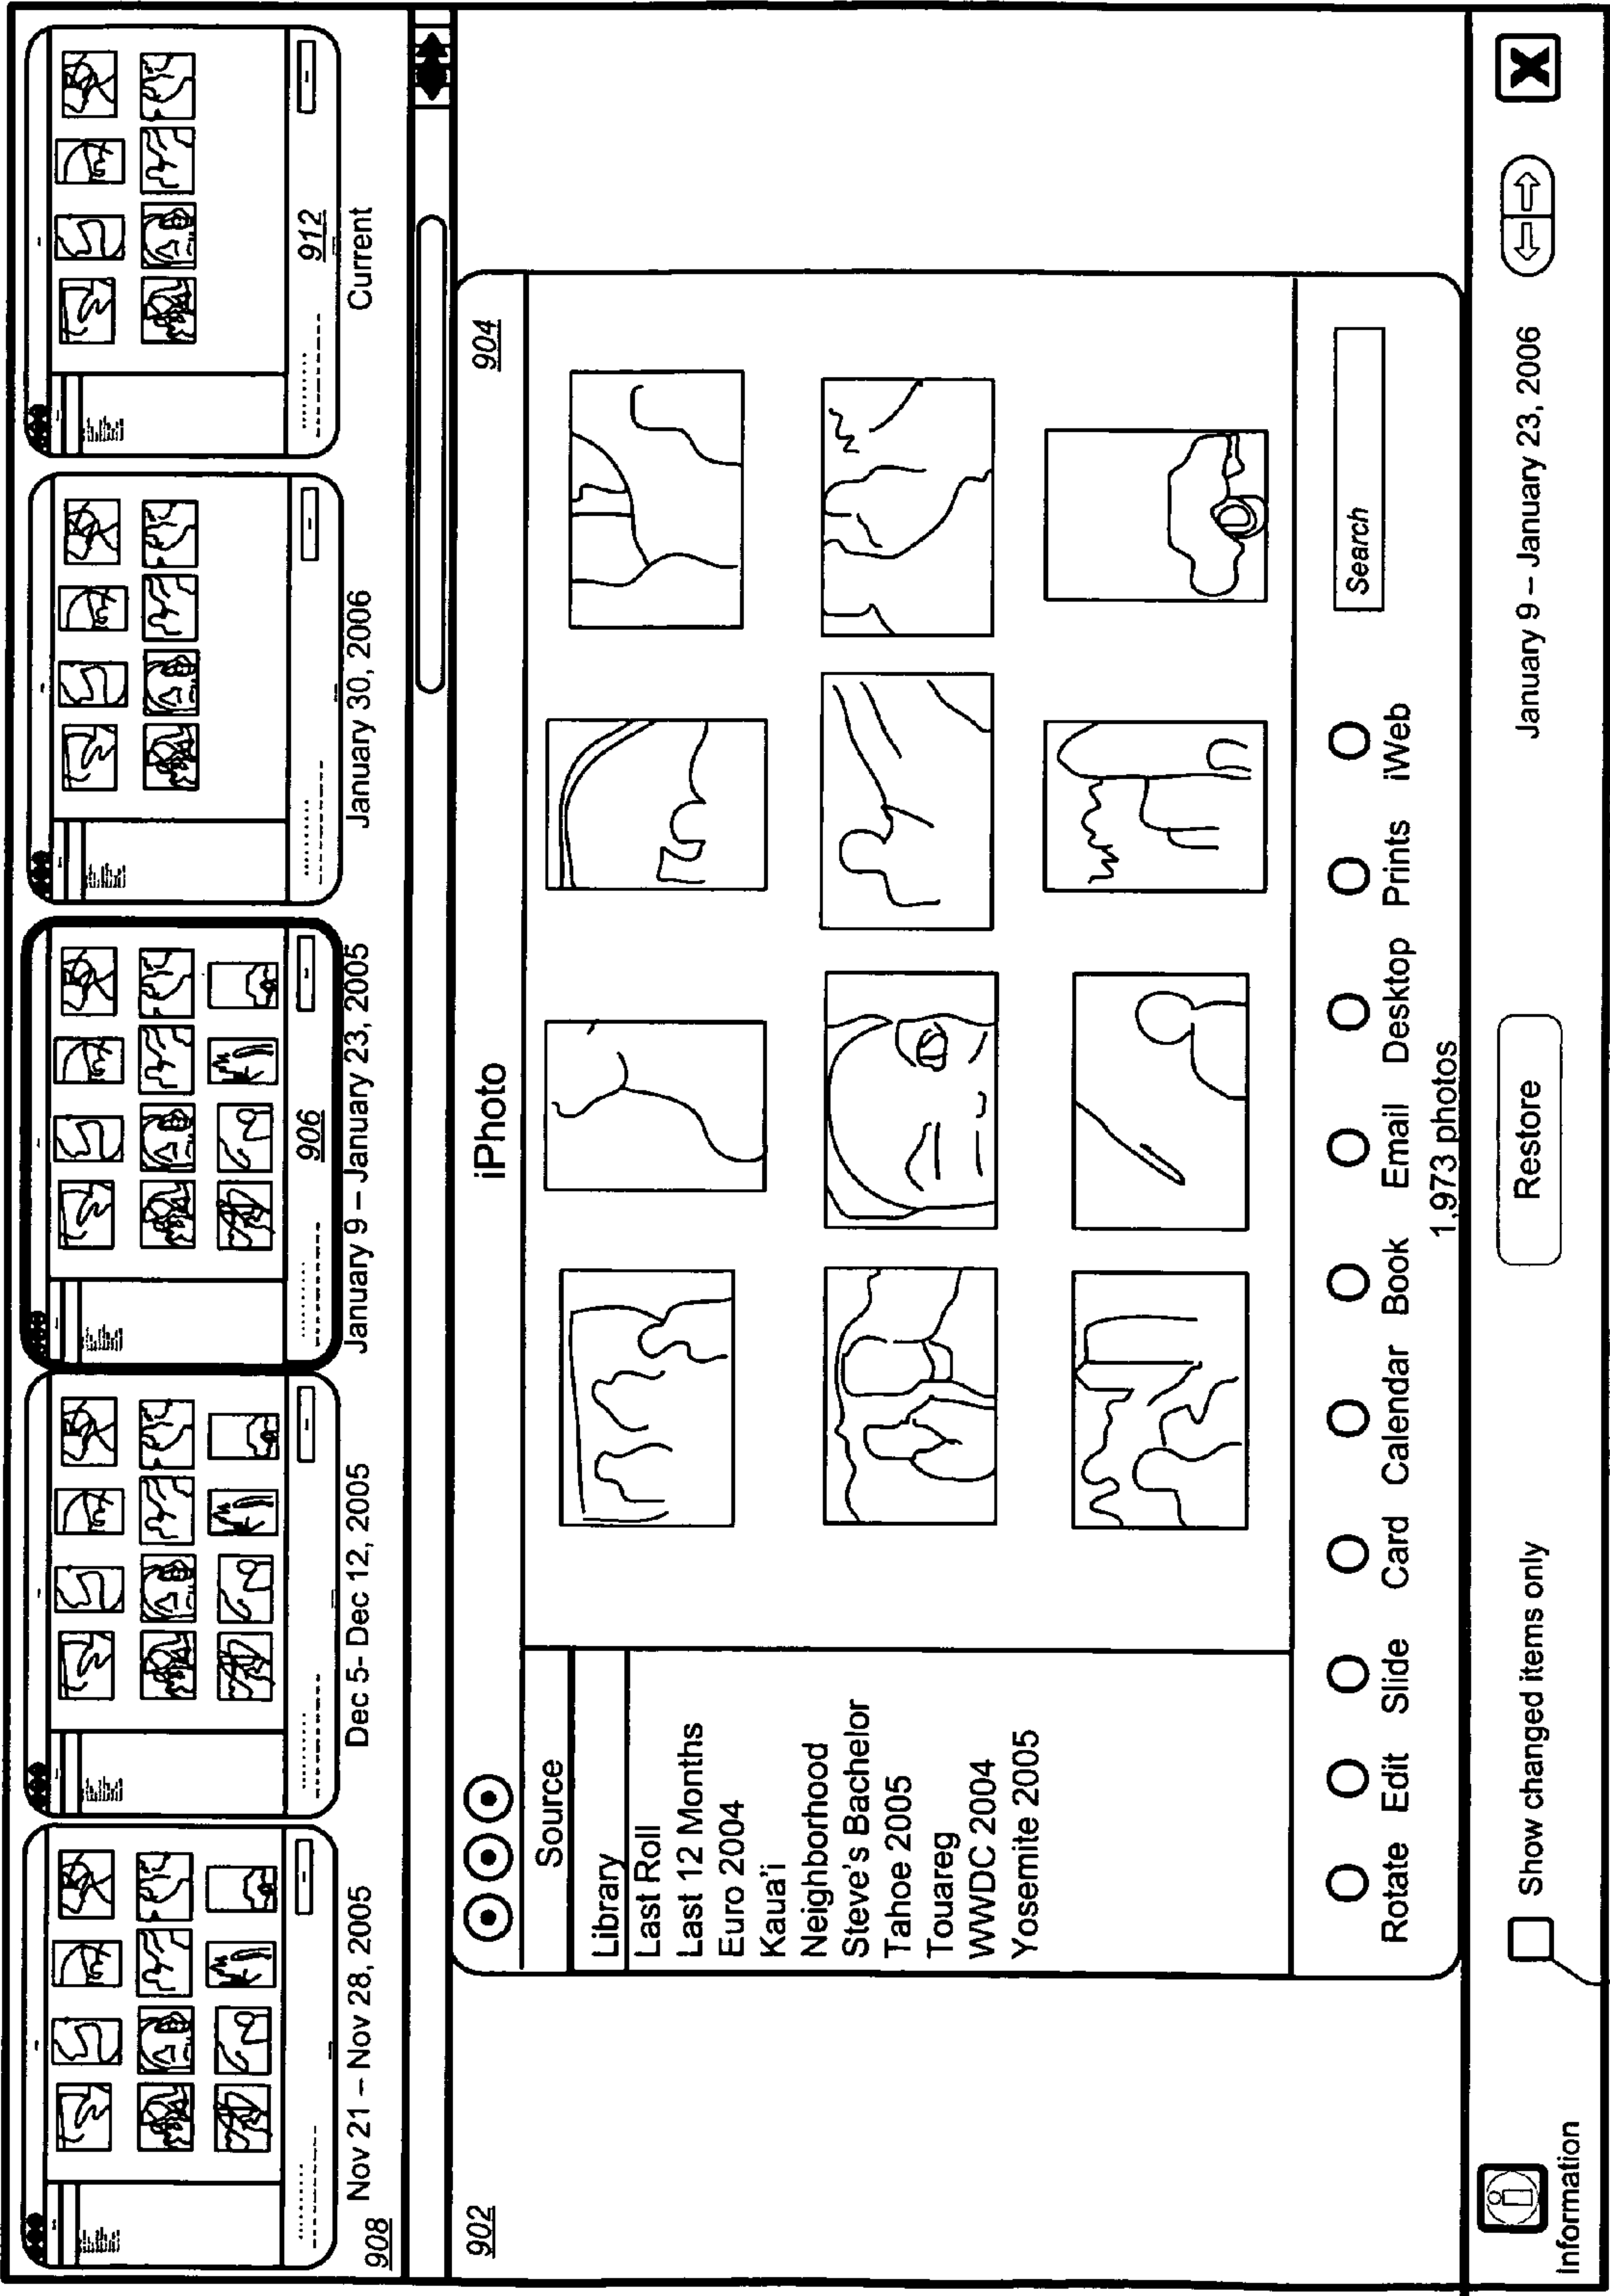 908
Nov 21 – Nov 28, 2005
Dec 5- Dec 12, 2005
906
January 9 – January 23, 2005
January 30, 2006
912
Current
902
iPhoto
904
Source
Library
Last Roll
Last 12 Months
Euro 2004
Kaua'i
Neighborhood
Steve's Bachelor
Tahoe 2005
Touareg
WWDC 2004
Yosemite 2005
Search
Rotate Edit Slide Card Calendar Book Email Desktop Prints iWeb
1,973 photos
i
Information
Show changed items only
Restore
January 9 – January 23, 2006
X